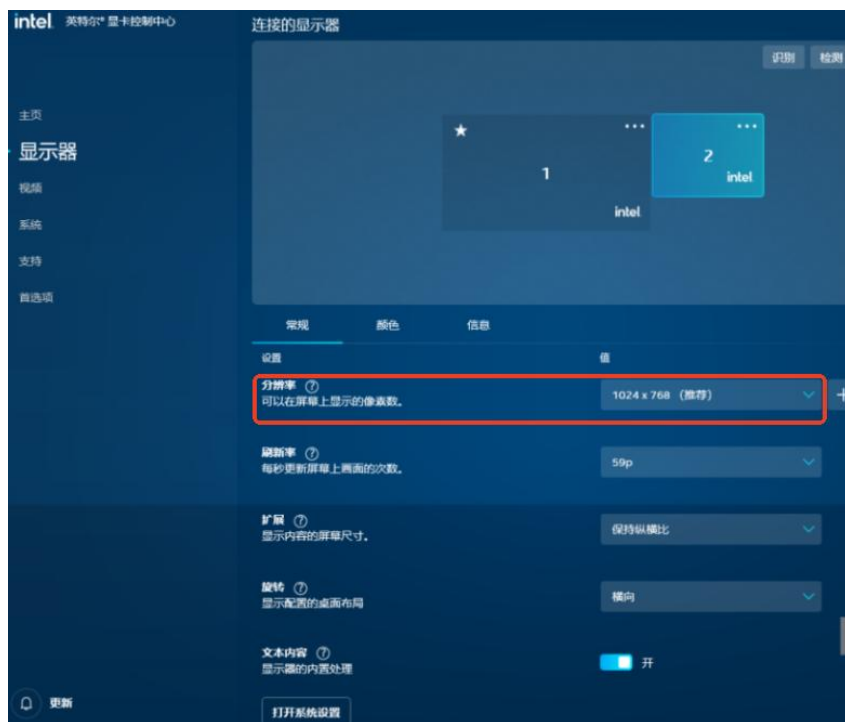 intel. 英特尔® 显卡控制中心
连接的显示器
识别 检测
主页
显示器
视频
系统
支持
首选项
1
intel
2
intel
常规 颜色 信息
设置 值
分辨率 ?
可以在屏幕上显示的像素数。
1024 x 768 （推荐）
刷新率 ?
每秒更新屏幕上画面的次数。
59p
扩展 ?
显示内容的屏幕尺寸。
保持纵横比
旋转 ?
显示配置的桌面布局
横向
文本内容 ?
显示器的内置处理
开
打开系统设置
更新